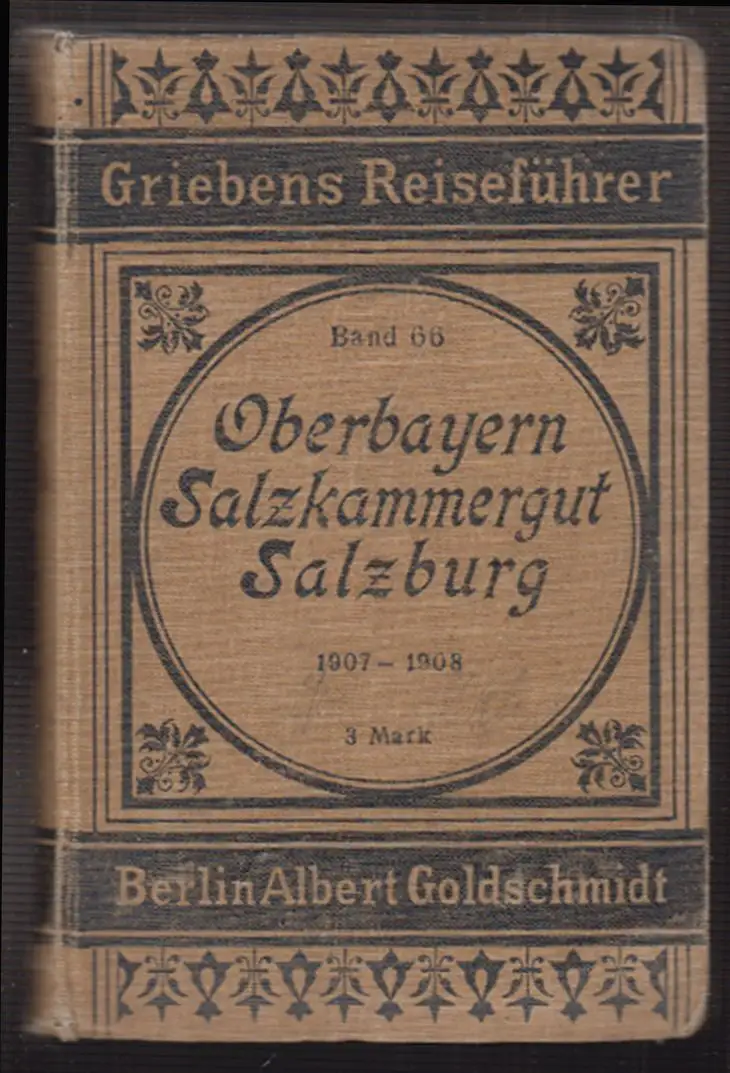 Griebens Reiseführer
Band 66
Oberbayern
Salzkammergut
Salzburg
1907-1908
3 Mark
Berlin Albert Goldschmidt